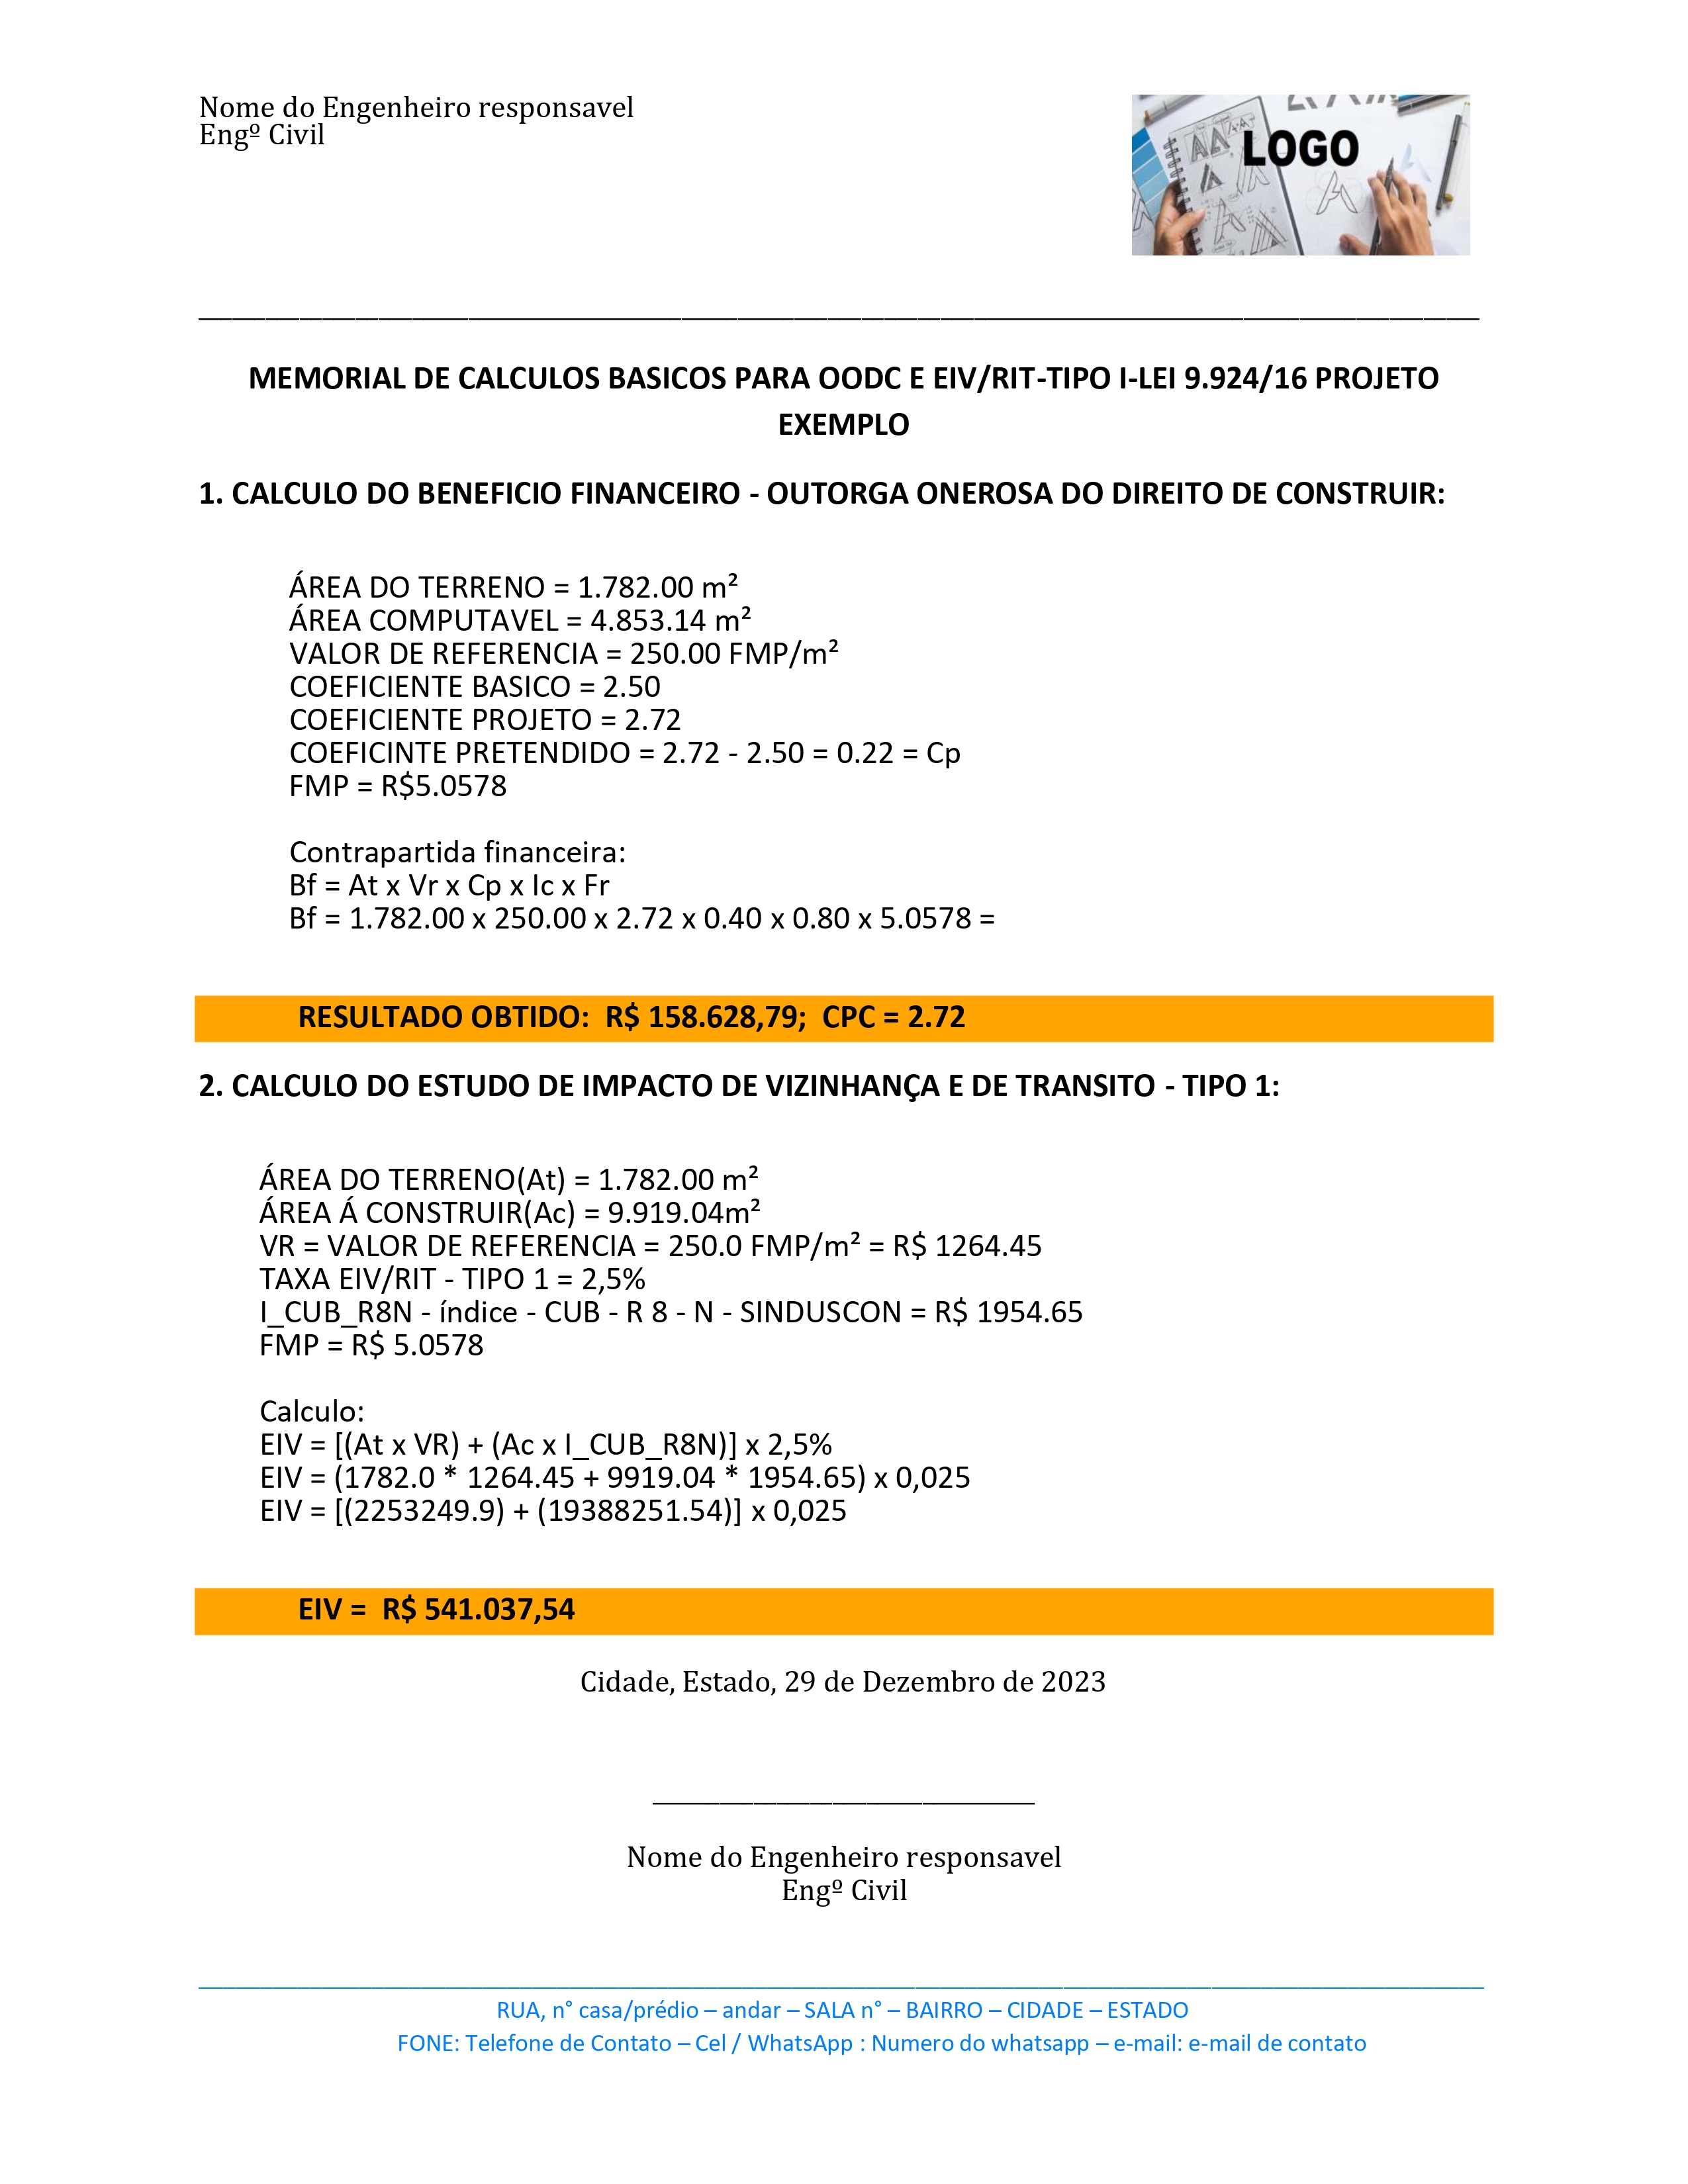 Nome do Engenheiro responsavel
Engº Civil
LOGO
MEMORIAL DE CALCULOS BASICOS PARA OODC E EIV/RIT-TIPO I-LEI 9.924/16 PROJETO
EXEMPLO
1. CALCULO DO BENEFICIO FINANCEIRO - OUTORGA ONEROSA DO DIREITO DE CONSTRUIR:
ÁREA DO TERRENO = 1.782.00 m²
ÁREA COMPUTAVEL = 4.853.14 m²
VALOR DE REFERENCIA = 250.00 FMP/m²
COEFICIENTE BASICO = 2.50
COEFICIENTE PROJETO = 2.72
COEFICINTE PRETENDIDO = 2.72 - 2.50 = 0.22 = Cp
FMP = R$5.0578
Contrapartida financeira:
Bf = At x Vr x Cp x Ic x Fr
Bf = 1.782.00 x 250.00 x 2.72 x 0.40 x 0.80 x 5.0578 =
RESULTADO OBTIDO: R$ 158.628,79; CPC = 2.72
2. CALCULO DO ESTUDO DE IMPACTO DE VIZINHANÇA E DE TRANSITO - TIPO 1:
ÁREA DO TERRENO(At) = 1.782.00 m²
ÁREA Á CONSTRUIR(Ac) = 9.919.04m²
VR = VALOR DE REFERENCIA = 250.0 FMP/m² = R$ 1264.45
TAXA EIV/RIT - TIPO 1 = 2,5%
I_CUB_R8N - índice - CUB - R 8 - N - SINDUSCON = R$ 1954.65
FMP = R$ 5.0578
Calculo:
EIV = [(At x VR) + (Ac x I_CUB_R8N)] x 2,5%
EIV = (1782.0 * 1264.45 + 9919.04 * 1954.65) x 0,025
EIV = [(2253249.9) + (19388251.54)] x 0,025
EIV = R$ 541.037,54
Cidade, Estado, 29 de Dezembro de 2023
Nome do Engenheiro responsavel
Engº Civil
RUA, n° casa/prédio – andar – SALA n° – BAIRRO – CIDADE – ESTADO
FONE: Telefone de Contato – Cel / WhatsApp : Numero do whatsapp – e-mail: e-mail de contato